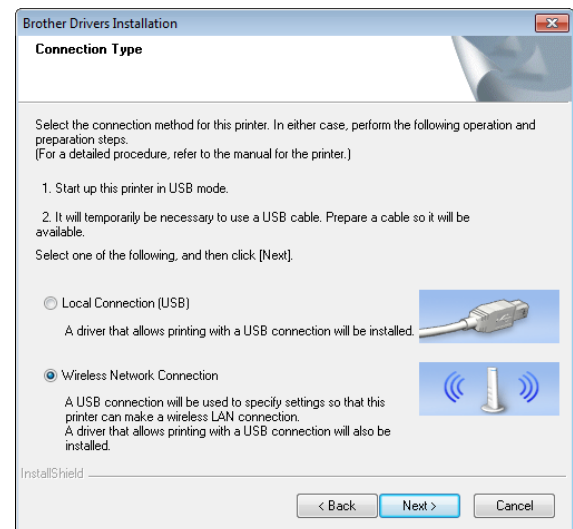 Brother Drivers Installation
Connection Type
Select the connection method for this printer. In either case, perform the following operation and
preparation steps.
(For a detailed procedure, refer to the manual for the printer.)
1. Start up this printer in USB mode.
2. It will temporarily be necessary to use a USB cable. Prepare a cable so it will be
available.
Select one of the following, and then click [Next].
Local Connection (USB)
A driver that allows printing with a USB connection will be installed.
Wireless Network Connection
A USB connection will be used to specify settings so that this
printer can make a wireless LAN connection.
A driver that allows printing with a USB connection will also be
installed.
InstallShield
< Back
Next >
Cancel